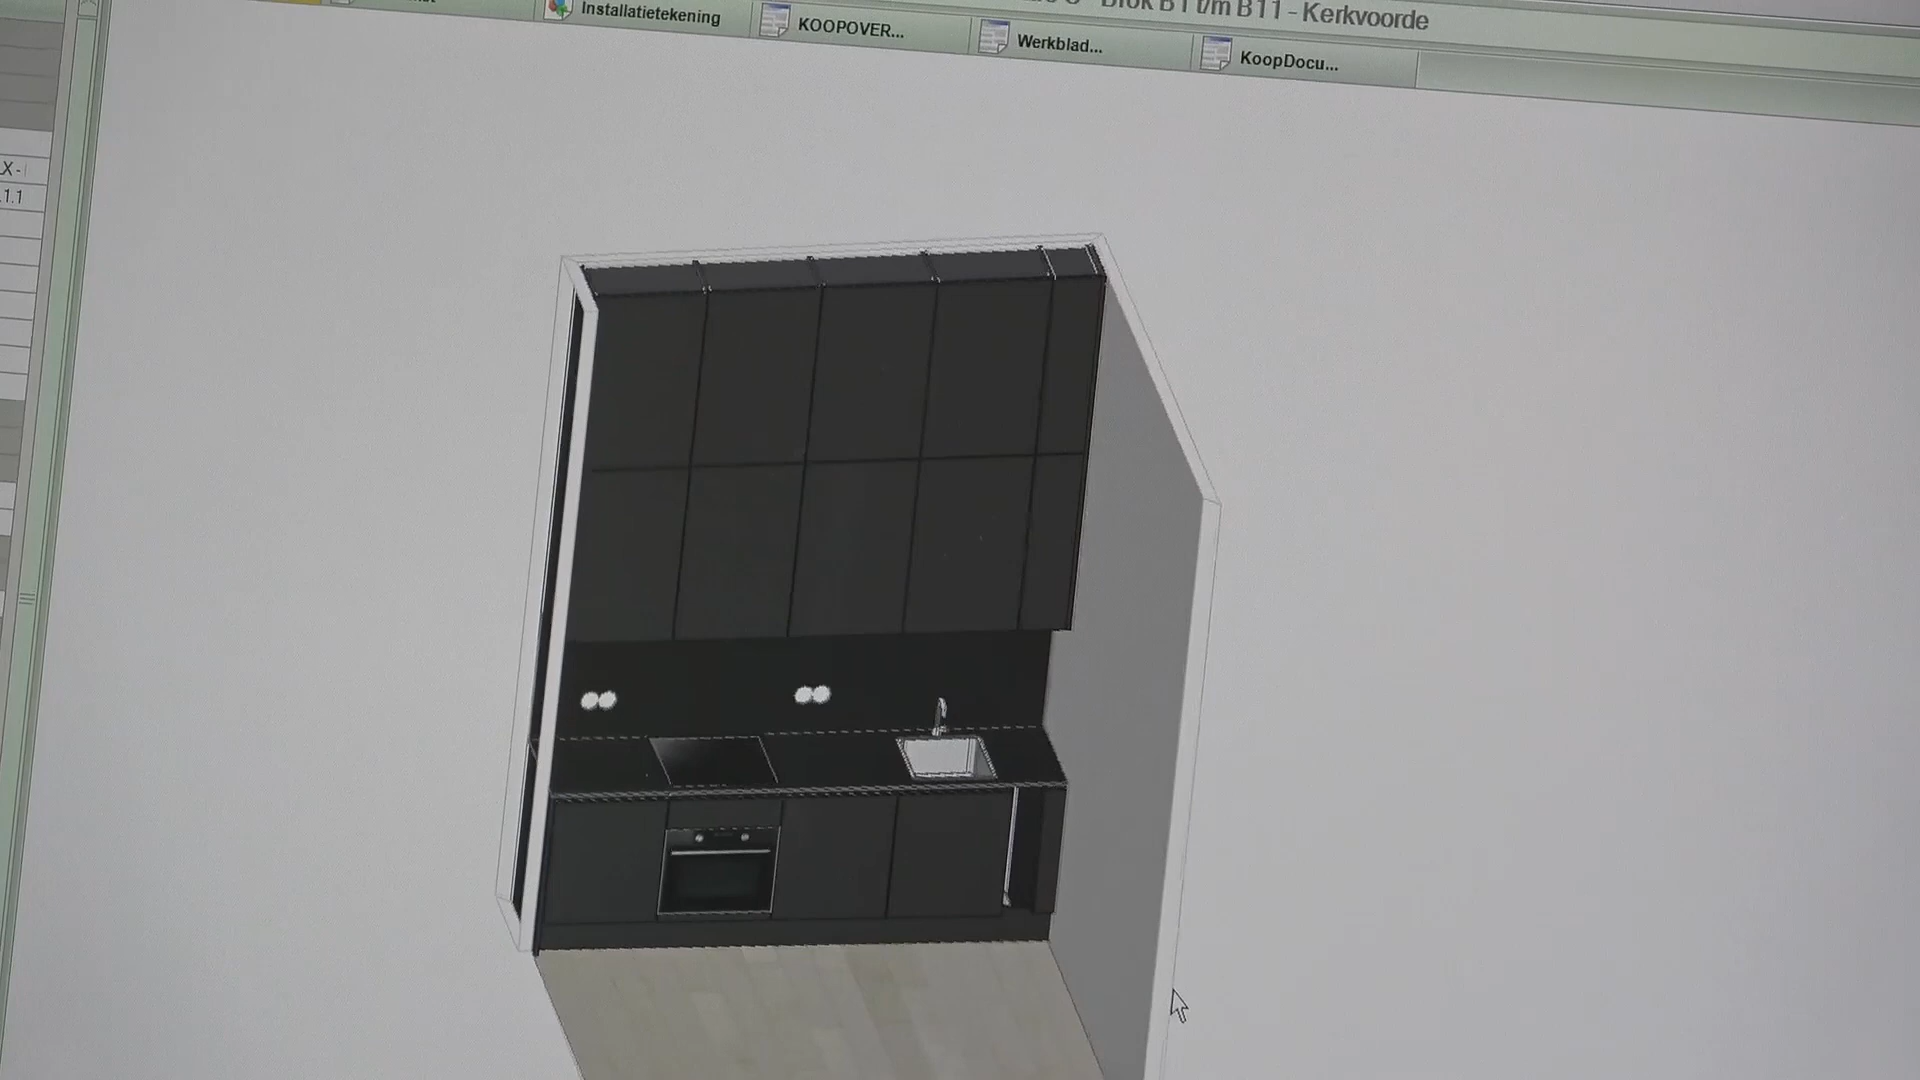 Blok B1 t/m B11 - Kerkvoorde
Installatietekening
KOOPOVER...
Werkblad...
KoopDocu...
X-
.1.1